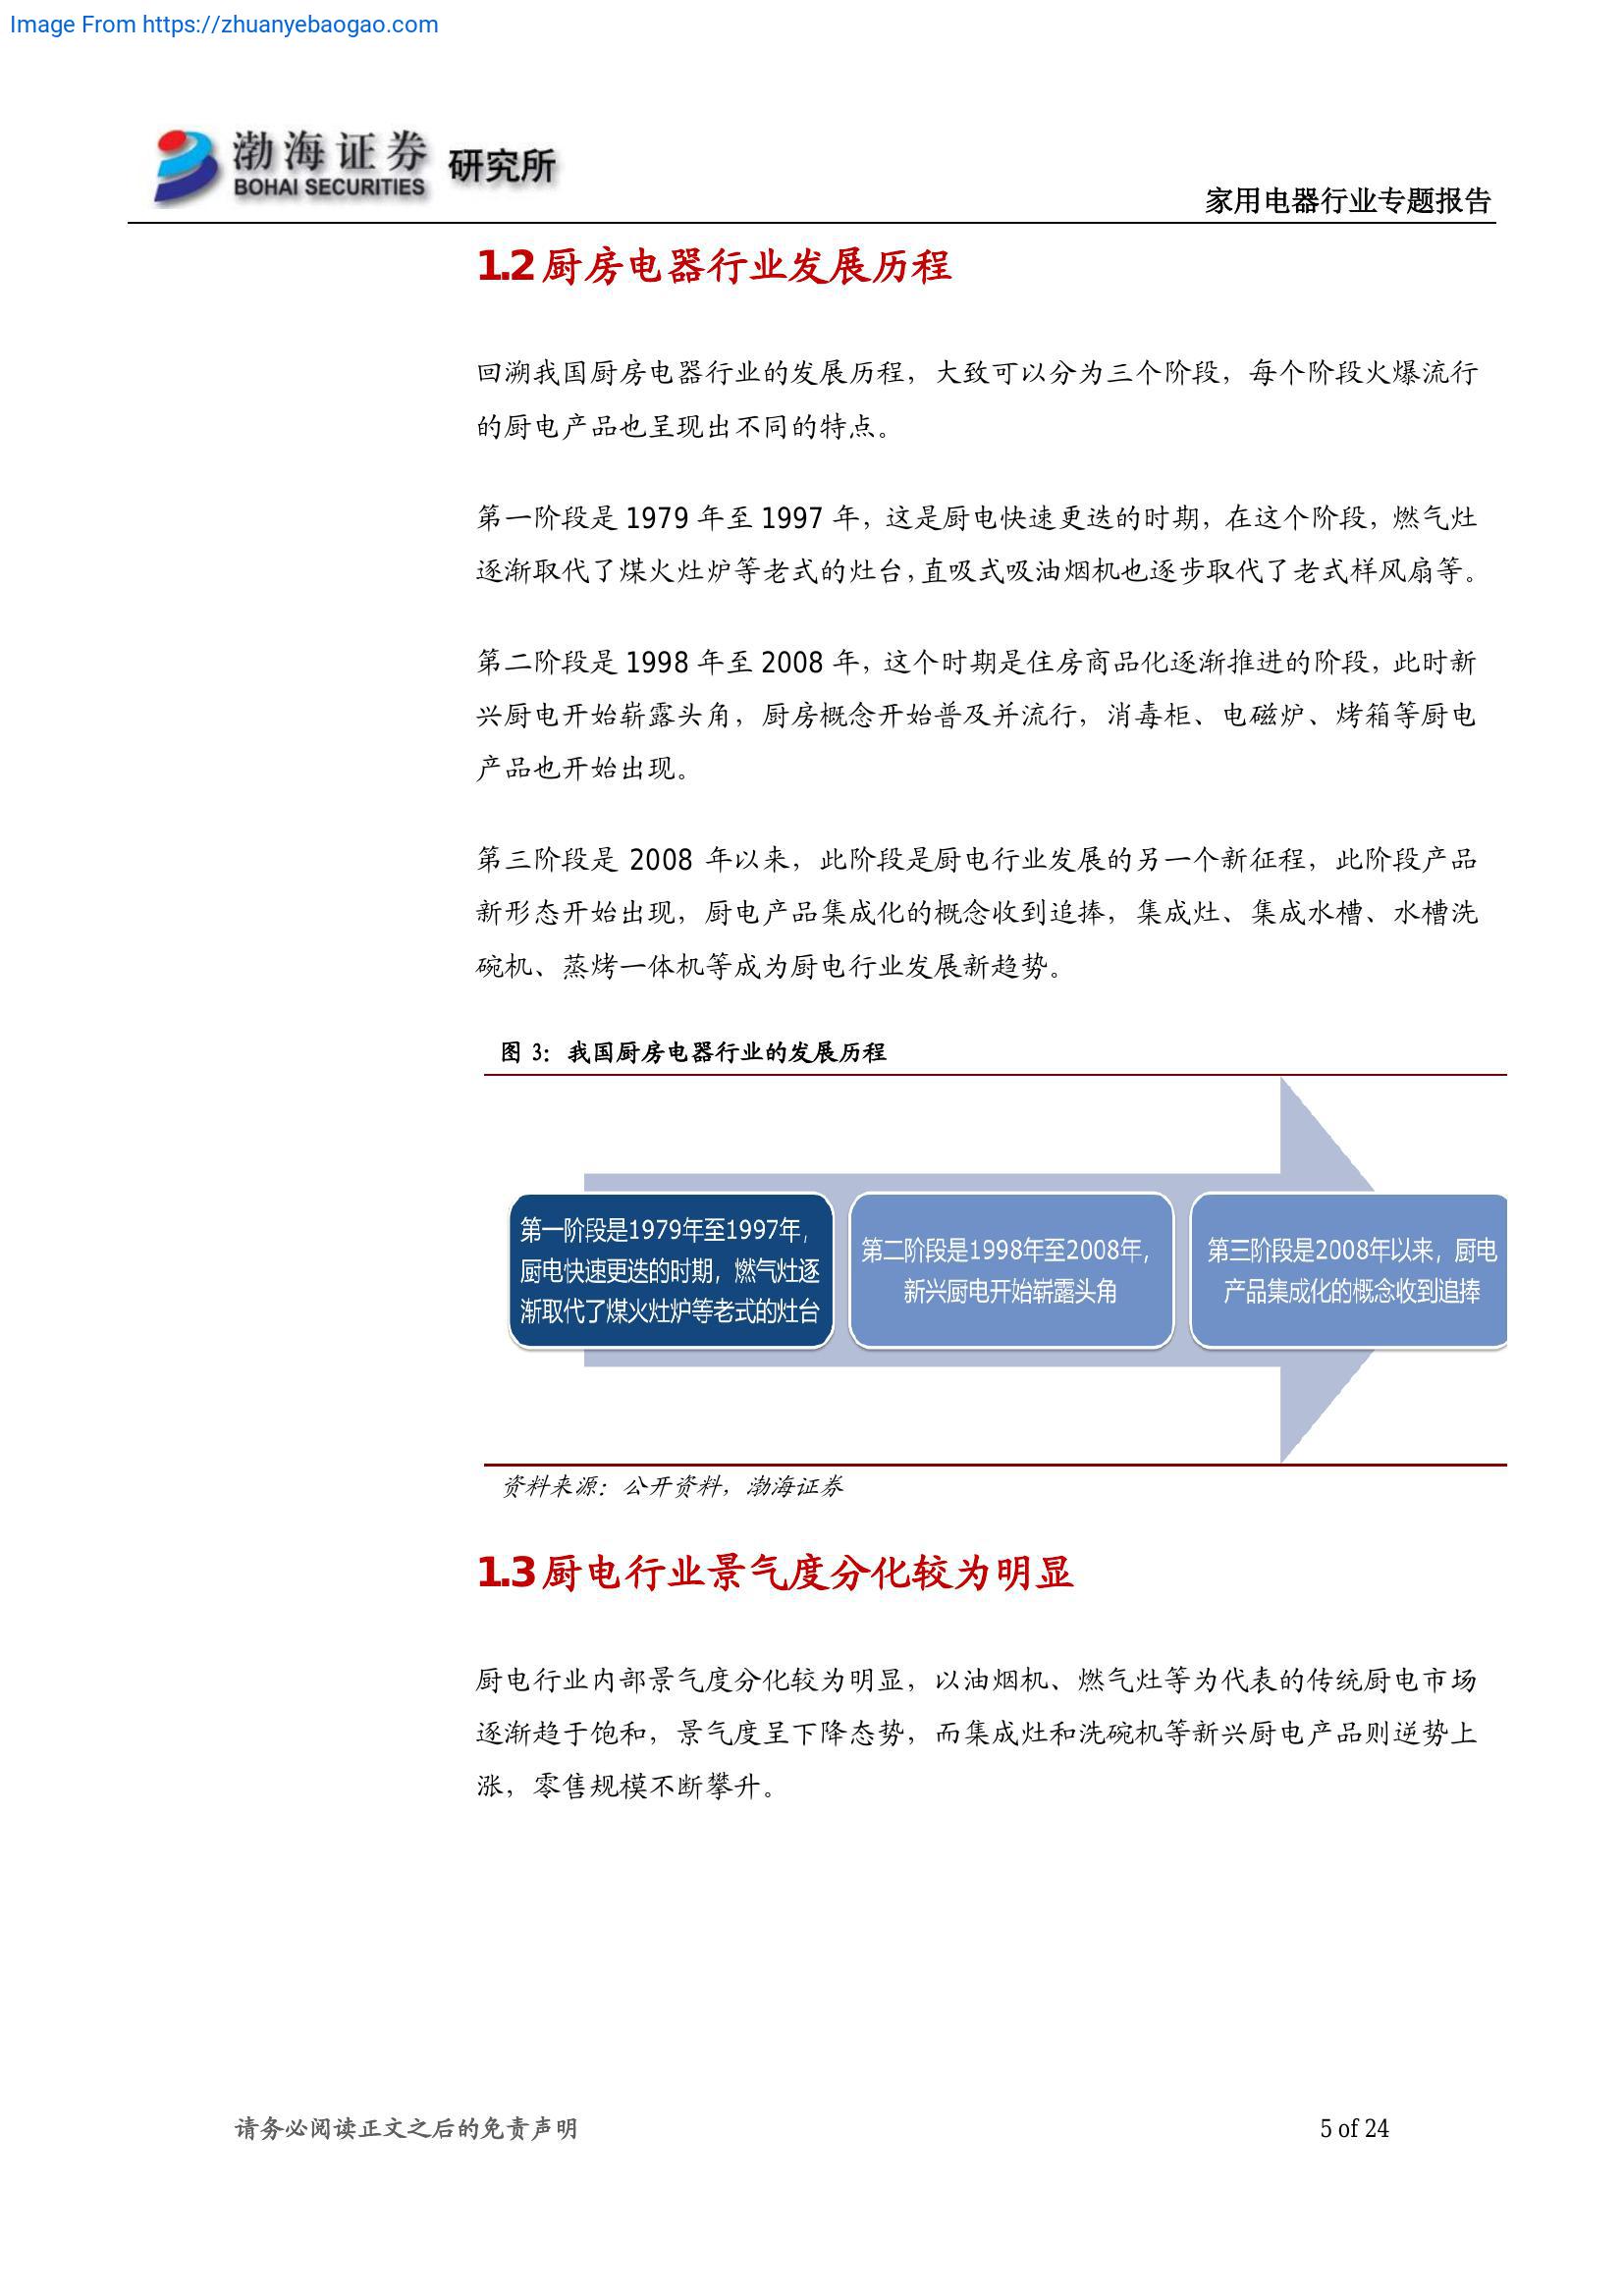 Image From https://zhuanyebaogao.com
渤海证券 研究所
BOHAI SECURITIES
家用电器行业专题报告
1.2 厨房电器行业发展历程
回溯我国厨房电器行业的发展历程，大致可以分为三个阶段，每个阶段火爆流行
的厨电产品也呈现出不同的特点。
第一阶段是 1979 年至 1997 年，这是厨电快速更迭的时期，在这个阶段，燃气灶
逐渐取代了煤火灶炉等老式的灶台，直吸式吸油烟机也逐步取代了老式样风扇等。
第二阶段是 1998 年至 2008 年，这个时期是住房商品化逐渐推进的阶段，此时新
兴厨电开始崭露头角，厨房概念开始普及并流行，消毒柜、电磁炉、烤箱等厨电
产品也开始出现。
第三阶段是 2008 年以来，此阶段是厨电行业发展的另一个新征程，此阶段产品
新形态开始出现，厨电产品集成化的概念收到追捧，集成灶、集成水槽、水槽洗
碗机、蒸烤一体机等成为厨电行业发展新趋势。
图 3：我国厨房电器行业的发展历程
第一阶段是1979年至1997年，
厨电快速更迭的时期，燃气灶逐
渐取代了煤火灶炉等老式的灶台
第二阶段是1998年至2008年，
新兴厨电开始崭露头角
第三阶段是2008年以来，厨电
产品集成化的概念收到追捧
资料来源：公开资料，渤海证券
1.3 厨电行业景气度分化较为明显
厨电行业内部景气度分化较为明显，以油烟机、燃气灶等为代表的传统厨电市场
逐渐趋于饱和，景气度呈下降态势，而集成灶和洗碗机等新兴厨电产品则逆势上
涨，零售规模不断攀升。
请务必阅读正文之后的免责声明
5 of 24